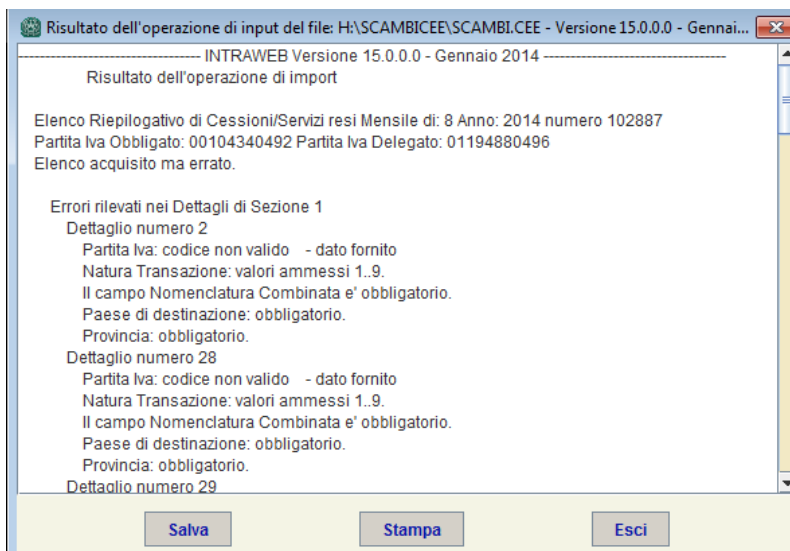 Risultato dell'operazione di input del file: H:\SCAMBICEE\SCAMBI.CEE - Versione 15.0.0.0 - Gennai...
---------------------------------- INTRAWEB Versione 15.0.0.0 - Gennaio 2014 ----------------------------------
Risultato dell'operazione di import
Elenco Riepilogativo di Cessioni/Servizi resi Mensile di: 8 Anno: 2014 numero 102887
Partita Iva Obbligato: 00104340492 Partita Iva Delegato: 01194880496
Elenco acquisito ma errato.
Errori rilevati nei Dettagli di Sezione 1
Dettaglio numero 2
Partita Iva: codice non valido - dato fornito
Natura Transazione: valori ammessi 1..9.
Il campo Nomenclatura Combinata e' obbligatorio.
Paese di destinazione: obbligatorio.
Provincia: obbligatorio.
Dettaglio numero 28
Partita Iva: codice non valido - dato fornito
Natura Transazione: valori ammessi 1..9.
Il campo Nomenclatura Combinata e' obbligatorio.
Paese di destinazione: obbligatorio.
Provincia: obbligatorio.
Dettaglio numero 29
Salva Stampa Esci